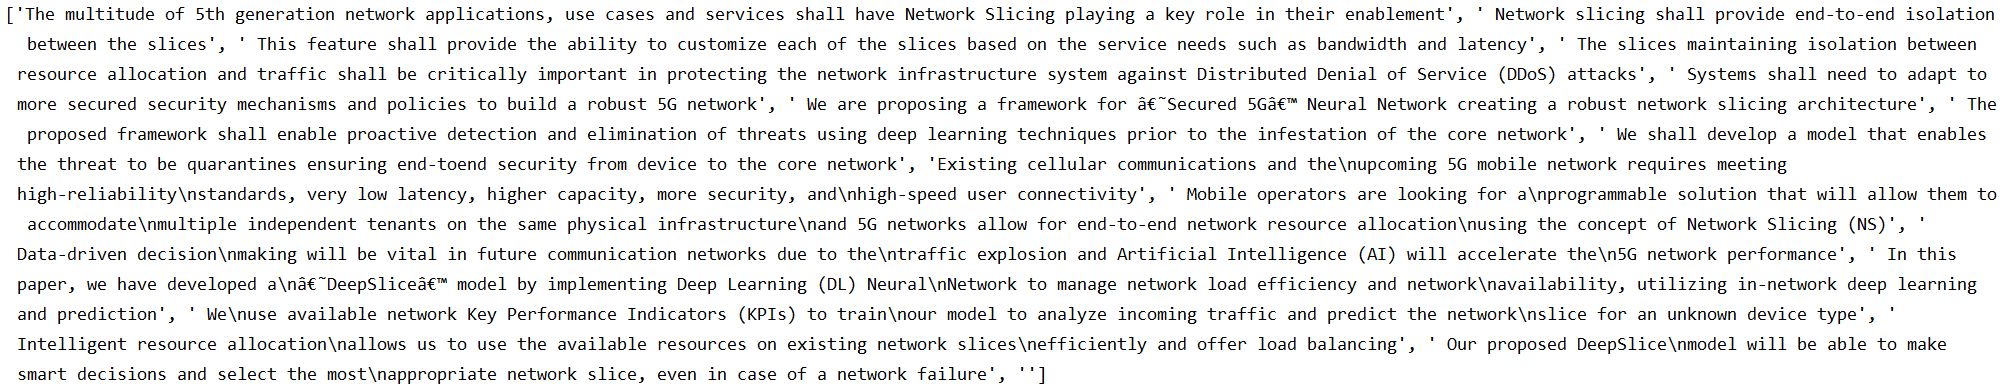 ['The multitude of 5th generation network applications, use cases and services shall have Network Slicing playing a key role in their enablement', ' Network slicing shall provide end-to-end isolation
between the slices', ' This feature shall provide the ability to customize each of the slices based on the service needs such as bandwidth and latency', ' The slices maintaining isolation between
resource allocation and traffic shall be critically important in protecting the network infrastructure system against Distributed Denial of Service (DDoS) attacks', ' Systems shall need to adapt to
more secured security mechanisms and policies to build a robust 5G network', ' We are proposing a framework for â€˜Secured 5Gâ€™ Neural Network creating a robust network slicing architecture', ' The
proposed framework shall enable proactive detection and elimination of threats using deep learning techniques prior to the infestation of the core network', ' We shall develop a model that enables
the threat to be quarantines ensuring end-toend security from device to the core network', 'Existing cellular communications and the\nupcoming 5G mobile network requires meeting
high-reliability\nstandards, very low latency, higher capacity, more security, and\nhigh-speed user connectivity', ' Mobile operators are looking for a\nprogrammable solution that will allow them to
accommodate\nmultiple independent tenants on the same physical infrastructure\nand 5G networks allow for end-to-end network resource allocation\nusing the concept of Network Slicing (NS)', '
Data-driven decision\nmaking will be vital in future communication networks due to the\ntraffic explosion and Artificial Intelligence (AI) will accelerate the\n5G network performance', ' In this
paper, we have developed a\nâ€˜DeepSliceâ€™ model by implementing Deep Learning (DL) Neural\nNetwork to manage network load efficiency and network\navailability, utilizing in-network deep learning
and prediction', ' We\nuse available network Key Performance Indicators (KPIs) to train\nour model to analyze incoming traffic and predict the network\nslice for an unknown device type', '
Intelligent resource allocation\nallows us to use the available resources on existing network slices\nefficiently and offer load balancing', ' Our proposed DeepSlice\nmodel will be able to make
smart decisions and select the most\nappropriate network slice, even in case of a network failure', '']